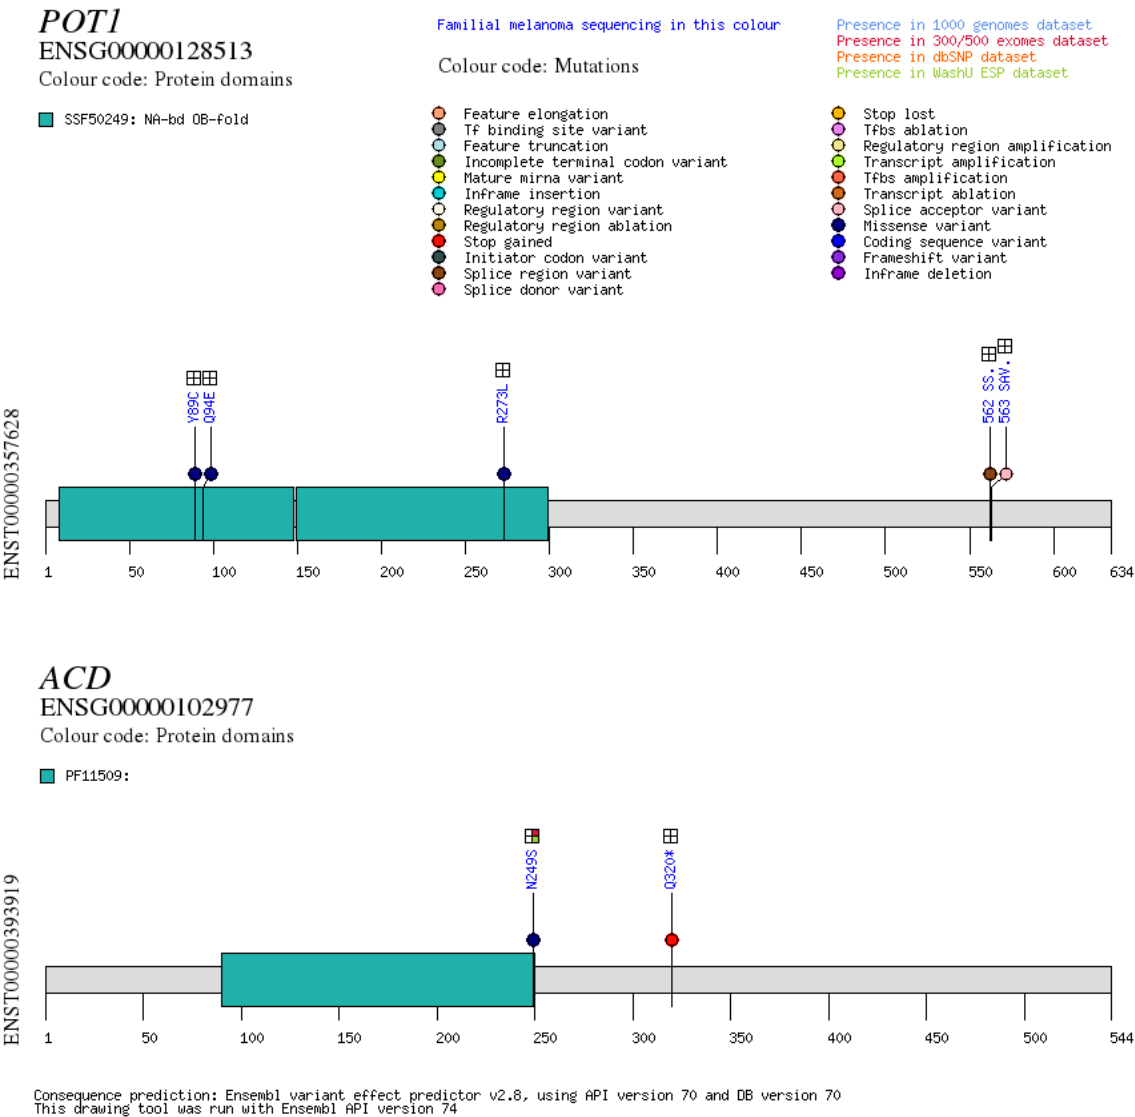 POT1
ENSG00000128513
Colour code: Protein domains
SSF50249: NA-bd OB-fold
Familial melanoma sequencing in this colour
Colour code: Mutations
Presence in 1000 genomes dataset
Presence in 300/500 exomes dataset
Presence in dbSNP dataset
Presence in WashU ESP dataset
Feature elongation
Tf binding site variant
Feature truncation
Incomplete terminal codon variant
Mature mirna variant
Inframe insertion
Regulatory region variant
Regulatory region ablation
Stop gained
Initiator codon variant
Splice region variant
Splice donor variant
Stop lost
Tfbs ablation
Regulatory region amplification
Transcript amplification
Tfbs amplification
Transcript ablation
Splice acceptor variant
Missense variant
Coding sequence variant
Frameshift variant
Inframe deletion
ENST00000357628
Y89C
Q94E
R273L
562 SS.
563 SAV.
1 50 100 150 200 250 300 350 400 450 500 550 600 634
ACD
ENSG00000102977
Colour code: Protein domains
PF11509:
ENST00000393919
N249S
Q320*
1 50 100 150 200 250 300 350 400 450 500 544
Consequence prediction: Ensembl variant effect predictor v2.8, using API version 70 and DB version 70
This drawing tool was run with Ensembl API version 74